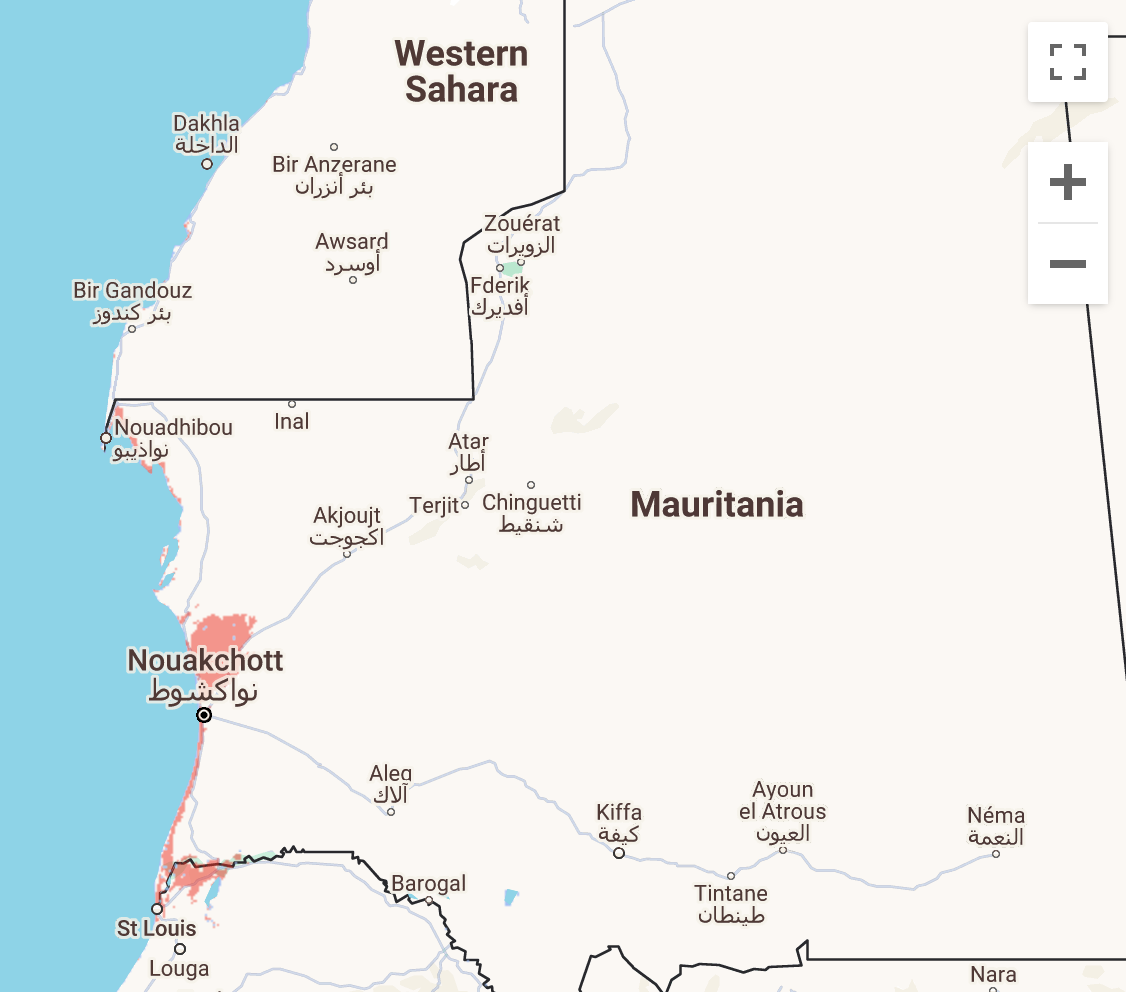 Western
Sahara
Dakhla
الداخلة
Bir Anzerane
بئر أنزران
Zouérat
الزويرات
Awsard
أوسرد
Fderik
أفديرك
Bir Gandouz
بئر كندوز
Inal
Nouadhibou
نواذيبو
Atar
أطار
Terjit
Chinguetti
شنقيط
Mauritania
Akjoujt
اكجوجت
Nouakchott
نواكشوط
Aleg
ألاك
Kiffa
كيفة
Ayoun
el Atrous
العيون
Néma
النعمة
Tintane
طينطان
Barogal
St Louis
Louga
Nara